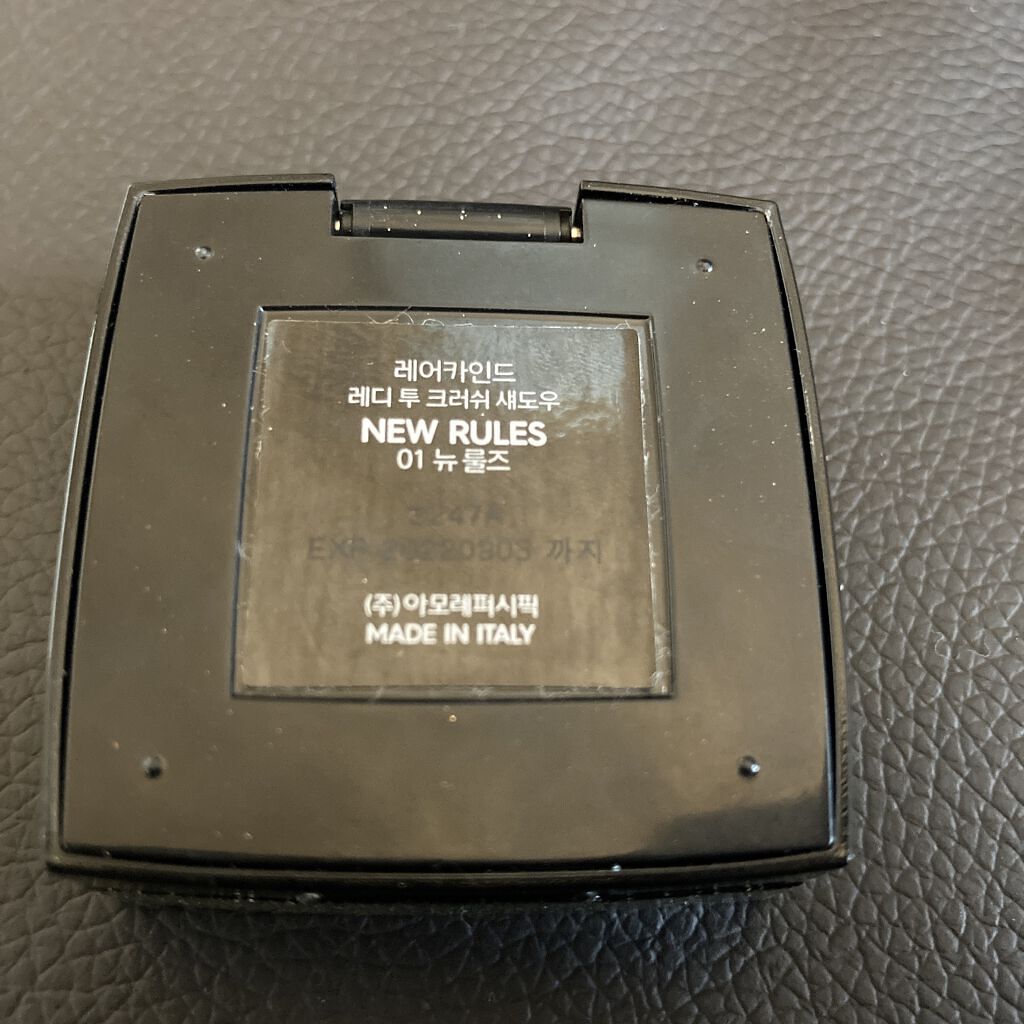 레어카인드
레디 투 크러쉬 섀도우
NEW RULES
01 뉴 룰즈
3247A
EXP 20220303 까지
(주)아모레퍼시픽
MADE IN ITALY